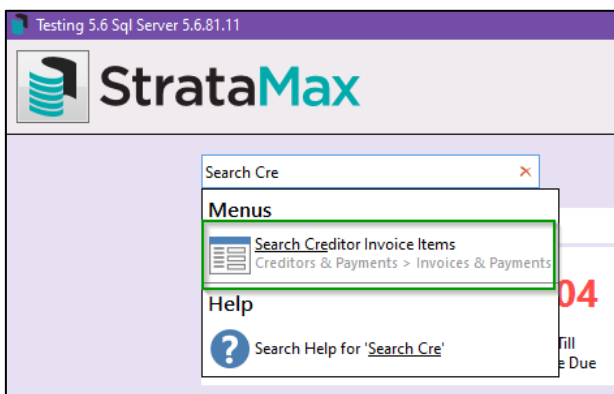 Testing 5.6 Sql Server 5.6.81.11
StrataMax
Search Cre
Menus
Search Creditor Invoice Items
Creditors & Payments > Invoices & Payments
04
Help
Till
Search Help for 'Search Cre'
e Due